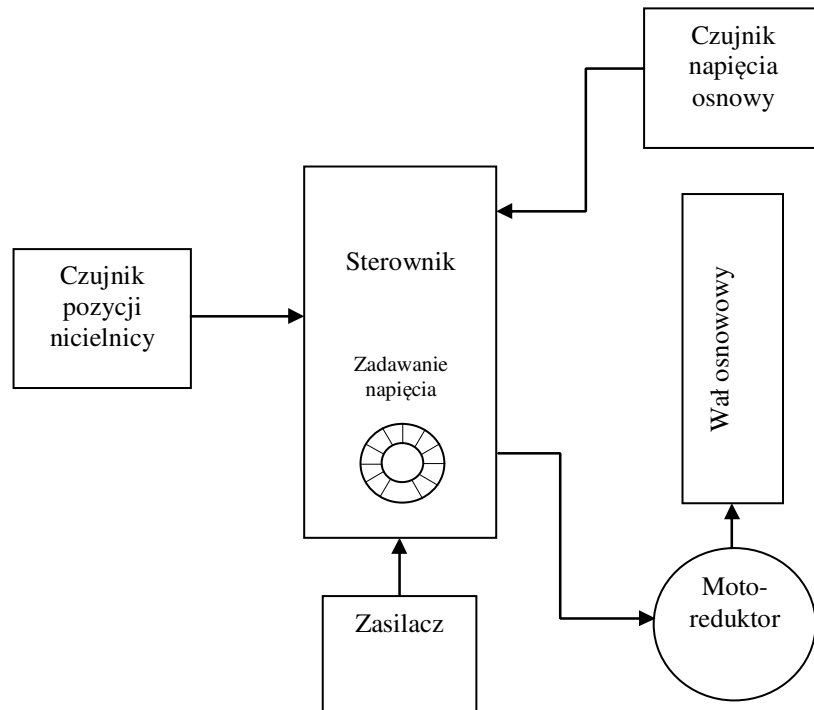 Czujnik
napięcia
osnowy
Sterownik
Czujnik
pozycji
nicielnicy
Zadawanie
napięcia
Wał osnowowy
Moto-
reduktor
Zasilacz